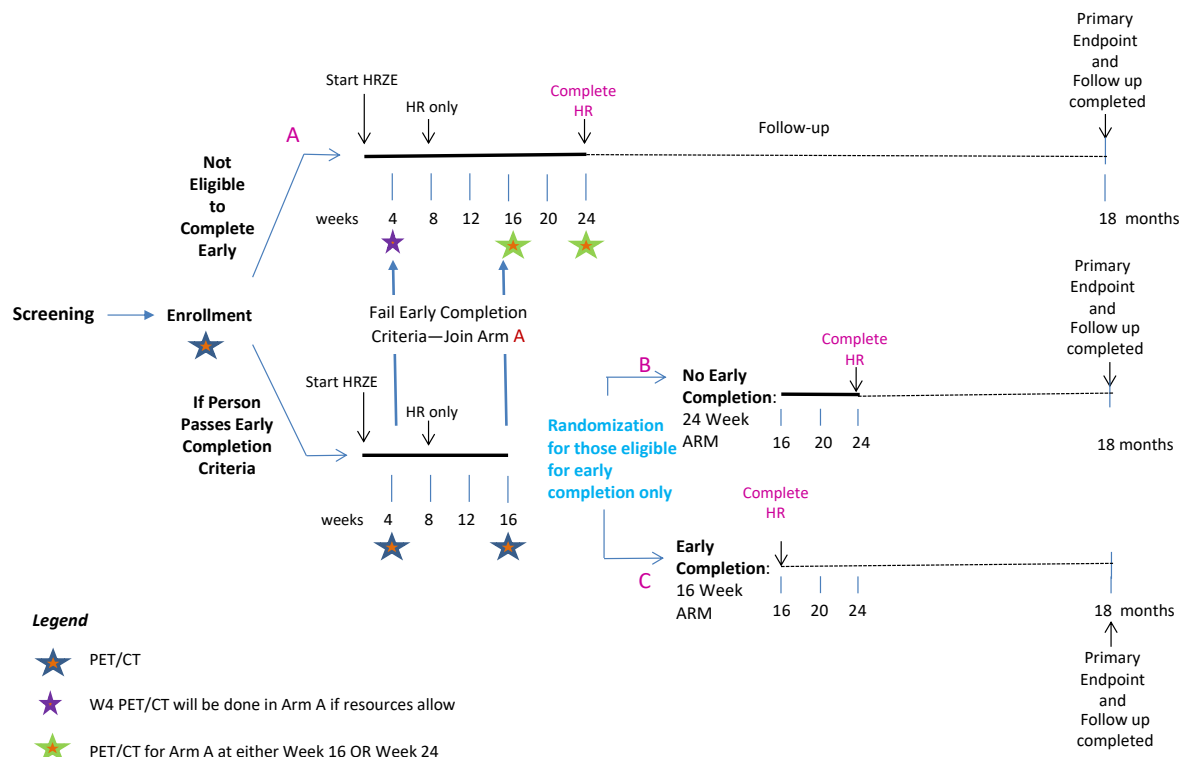 Primary
Endpoint
and
Follow up
completed
Start HRZE
HR only
Complete
HR
Follow-up
A
Not
Eligible
to
Complete
Early
weeks 4 8 12 16 20 24
18 months
Screening
Enrollment
Fail Early Completion
Criteria—Join Arm A
Primary
Endpoint
and
Follow up
completed
If Person
Passes Early
Completion
Criteria
Start HRZE
HR only
weeks 4 8 12 16
Randomization
for those eligible
for early
completion only
B
No Early
Completion:
24 Week
ARM
Complete
HR
16 20 24
18 months
C
Early
Completion:
16 Week
ARM
Complete
HR
16 20 24
18 months
Primary
Endpoint
and
Follow up
completed
Legend
PET/CT
W4 PET/CT will be done in Arm A if resources allow
PET/CT for Arm A at either Week 16 OR Week 24